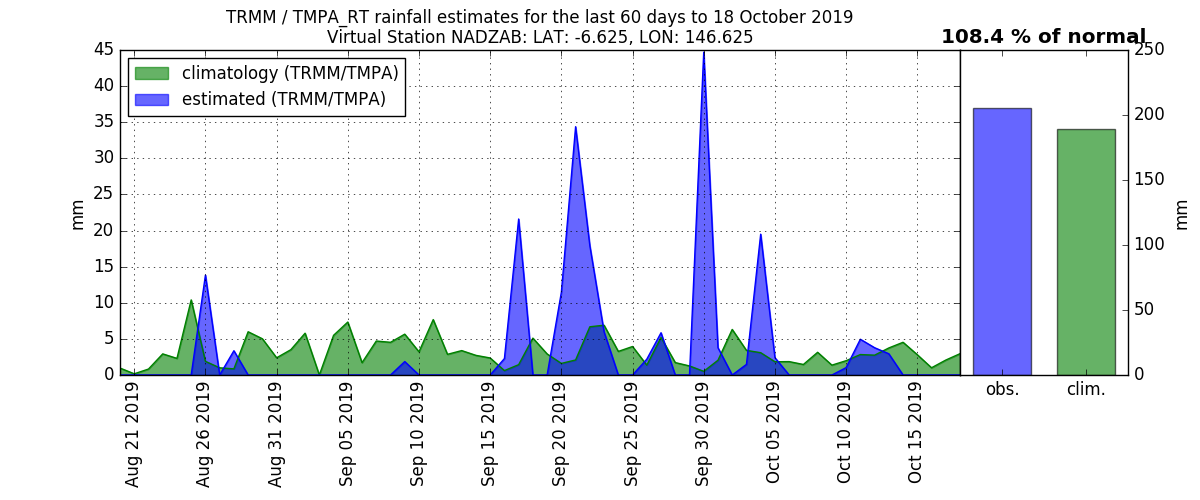 TRMM / TMPA_RT rainfall estimates for the last 60 days to 18 October 2019
Virtual Station NADZAB: LAT: -6.625, LON: 146.625
108.4 % of normal
climatology (TRMM/TMPA)
estimated (TRMM/TMPA)
45
40
35
30
25
20
15
10
5
0
mm
Aug 21 2019
Aug 26 2019
Aug 31 2019
Sep 05 2019
Sep 10 2019
Sep 15 2019
Sep 20 2019
Sep 25 2019
Sep 30 2019
Oct 05 2019
Oct 10 2019
Oct 15 2019
250
200
150
100
50
0
mm
obs.
clim.